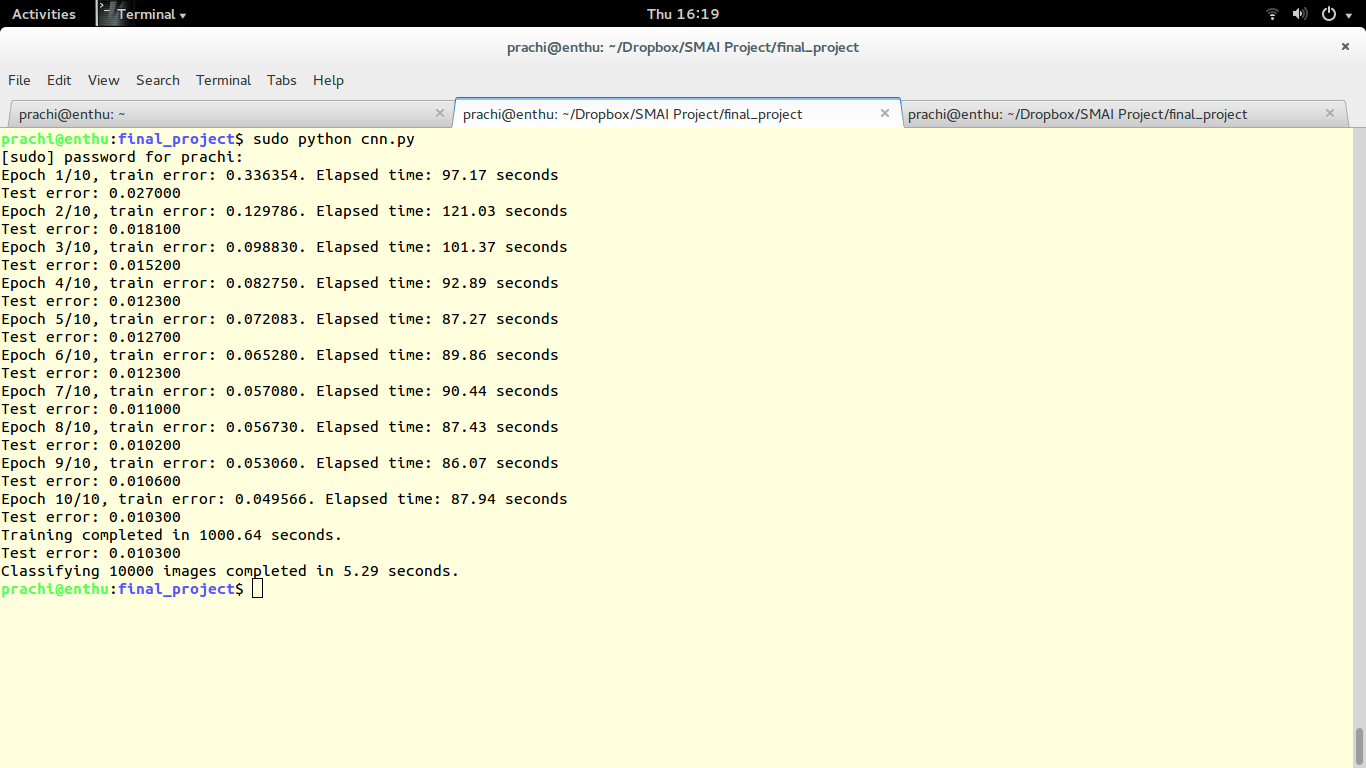 Activities Terminal Thu 16:19
prachi@enthu: ~/Dropbox/SMAI Project/final_project
File Edit View Search Terminal Tabs Help
prachi@enthu: ~ prachi@enthu: ~/Dropbox/SMAI Project/final_project prachi@enthu: ~/Dropbox/SMAI Project/final_project
prachi@enthu:final_project$ sudo python cnn.py
[sudo] password for prachi:
Epoch 1/10, train error: 0.336354. Elapsed time: 97.17 seconds
Test error: 0.027000
Epoch 2/10, train error: 0.129786. Elapsed time: 121.03 seconds
Test error: 0.018100
Epoch 3/10, train error: 0.098830. Elapsed time: 101.37 seconds
Test error: 0.015200
Epoch 4/10, train error: 0.082750. Elapsed time: 92.89 seconds
Test error: 0.012300
Epoch 5/10, train error: 0.072083. Elapsed time: 87.27 seconds
Test error: 0.012700
Epoch 6/10, train error: 0.065280. Elapsed time: 89.86 seconds
Test error: 0.012300
Epoch 7/10, train error: 0.057080. Elapsed time: 90.44 seconds
Test error: 0.011000
Epoch 8/10, train error: 0.056730. Elapsed time: 87.43 seconds
Test error: 0.010200
Epoch 9/10, train error: 0.053060. Elapsed time: 86.07 seconds
Test error: 0.010600
Epoch 10/10, train error: 0.049566. Elapsed time: 87.94 seconds
Test error: 0.010300
Training completed in 1000.64 seconds.
Test error: 0.010300
Classifying 10000 images completed in 5.29 seconds.
prachi@enthu:final_project$